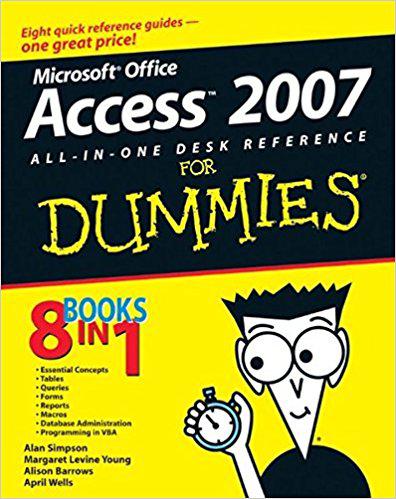 Eight quick reference guides —
one great price!
Microsoft® Office
Access™ 2007
ALL-IN-ONE DESK REFERENCE
FOR
DUMMIES®
8 BOOKS
IN 1
• Essential Concepts
• Tables
• Queries
• Forms
• Reports
• Macros
• Database Administration
• Programming in VBA
Alan Simpson
Margaret Levine Young
Alison Barrows
April Wells